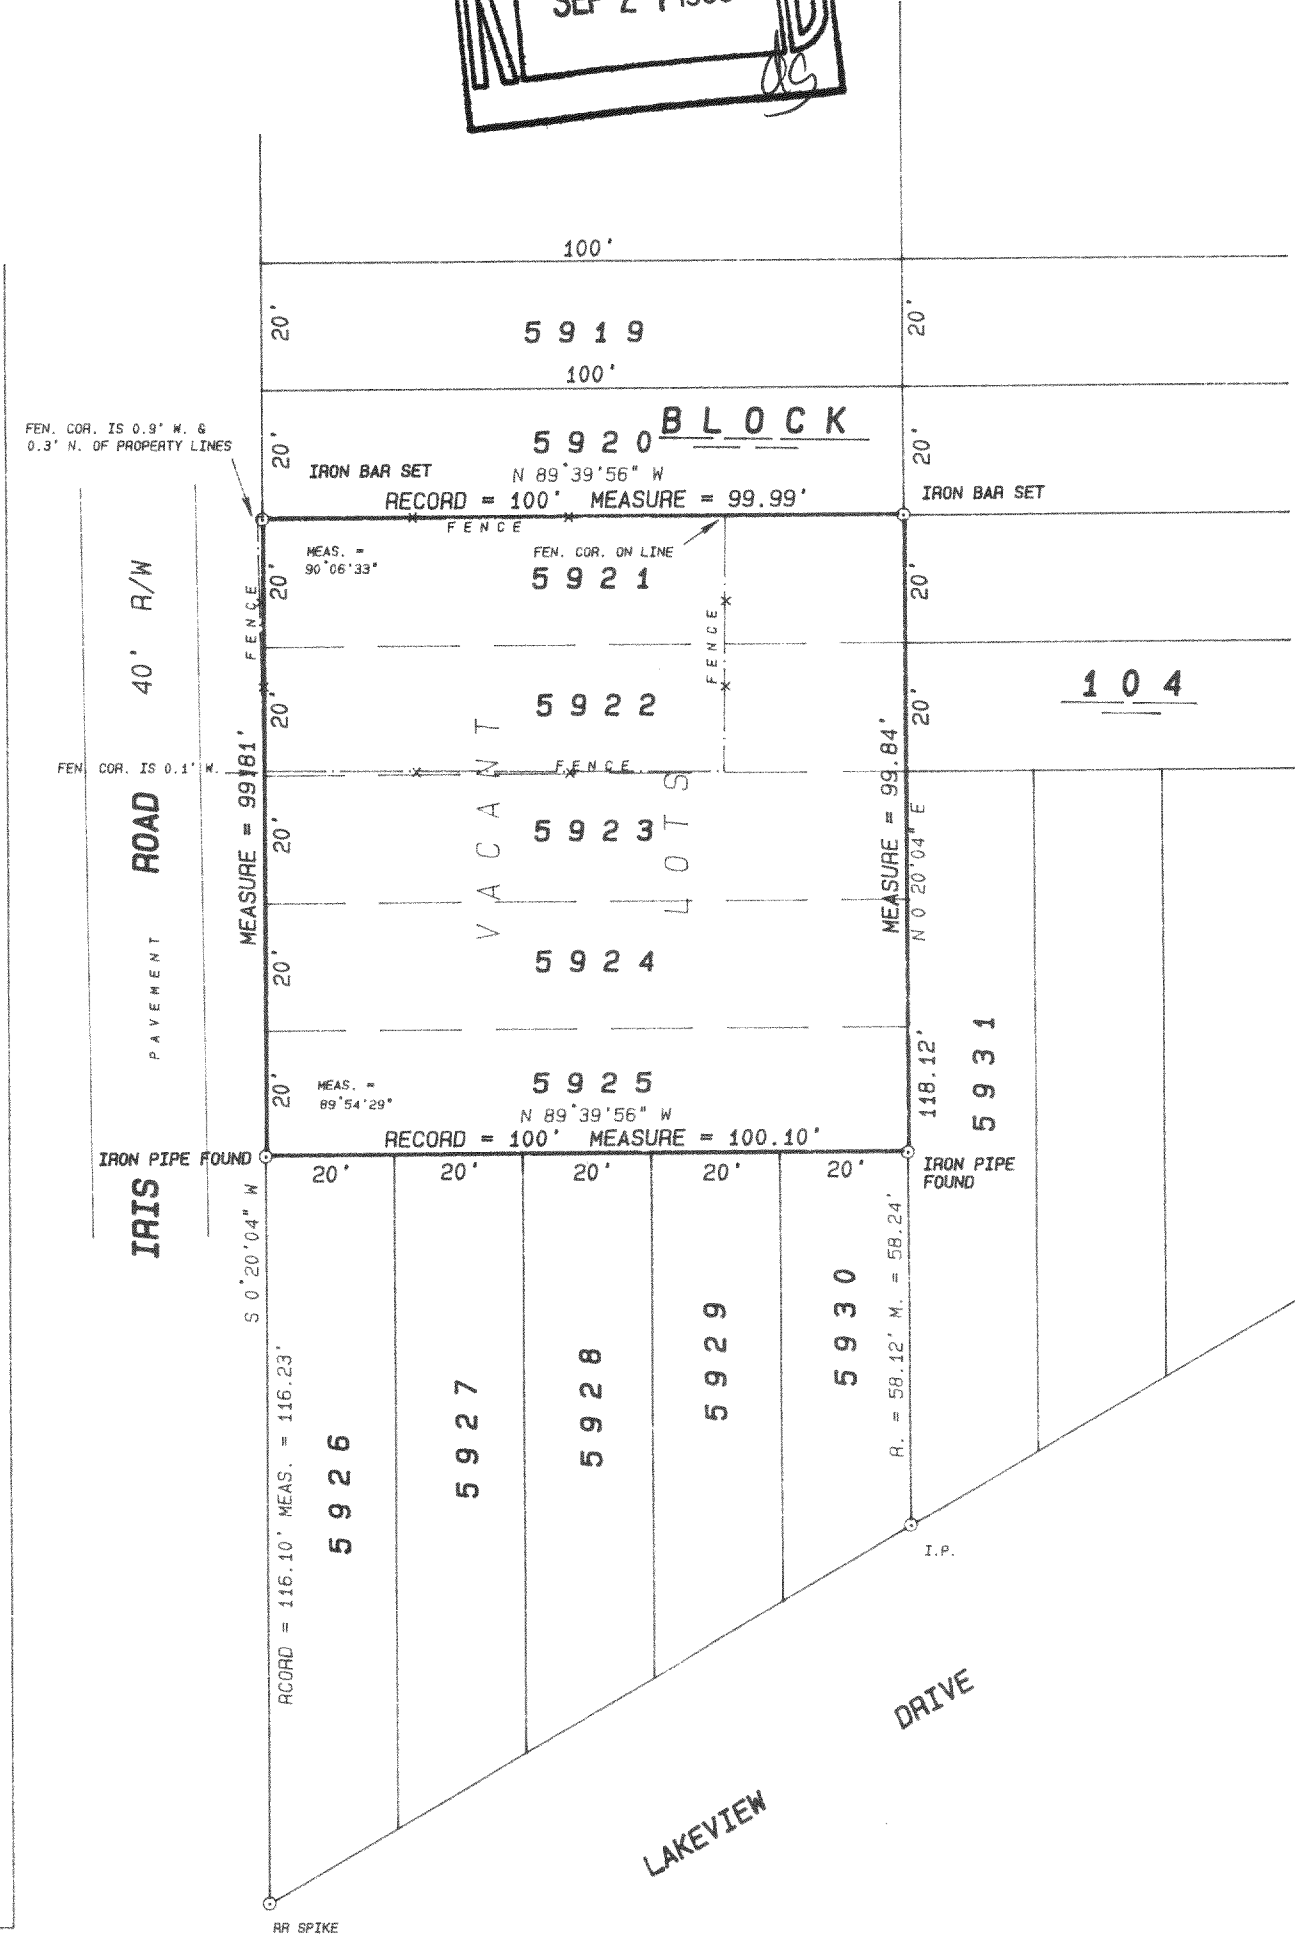 SEP 2
100'
20'
20'
5919
100'
FEN. COR. IS 0.9' W. &
0.3' N. OF PROPERTY LINES
20'
20'
5920
BLOCK
IRON BAR SET
N 89°39'56" W
RECORD = 100' MEASURE = 99.99'
IRON BAR SET
FENCE
MEAS. =
90°06'33"
FEN. COR. ON LINE
5921
20'
20'
FENCE
FENCE
40' R/W
5922
20'
20'
104
VACANT
LOTS
FEN. COR. IS 0.1' W.
FENCE
MEASURE = 99.81'
MEASURE = 99.84'
N 0°20'04" E
ROAD
20'
5923
PAVEMENT
20'
5924
118.12'
5931
20'
MEAS. =
89°54'29"
5925
N 89°39'56" W
RECORD = 100' MEASURE = 100.10'
IRON PIPE FOUND
IRON PIPE
FOUND
20' 20' 20' 20' 20'
IRIS
S 0°20'04" W
RCORD = 116.10' MEAS. = 116.23'
5926
5927
5928
5929
5930
R. = 58.12' M. = 58.24'
I.P.
LAKEVIEW DRIVE
RR SPIKE